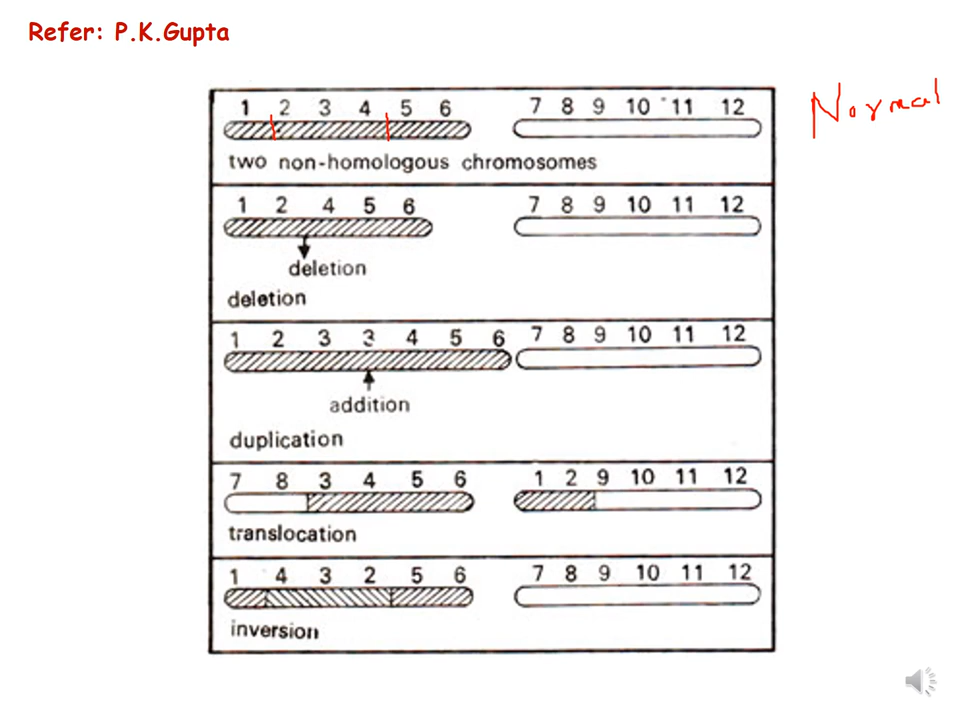 Refer: P.K.Gupta
Normal
1 2 3 4 5 6 7 8 9 10 11 12
two non-homologous chromosomes
1 2 4 5 6 7 8 9 10 11 12
deletion
deletion
1 2 3 3 4 5 6 7 8 9 10 11 12
addition
duplication
7 8 3 4 5 6 1 2 9 10 11 12
translocation
1 4 3 2 5 6 7 8 9 10 11 12
inversion